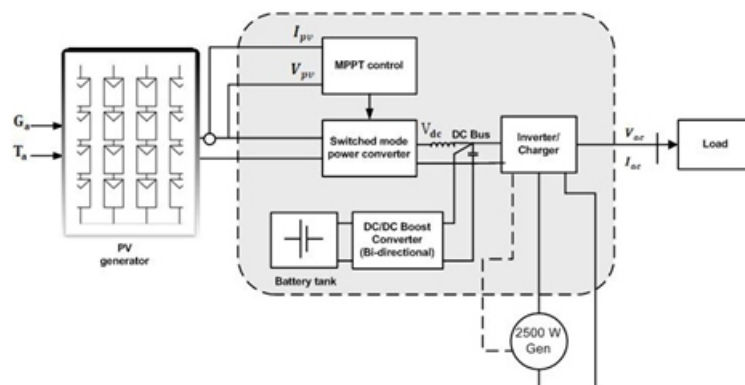 I_pv
V_pv
MPPT control
G_a
T_a
Switched mode
power converter
V_dc
DC Bus
Inverter/
Charger
V_ac
I_ac
Load
PV
generator
Battery tank
DC/DC Boost
Converter
(Bi-directional)
2500 W
Gen